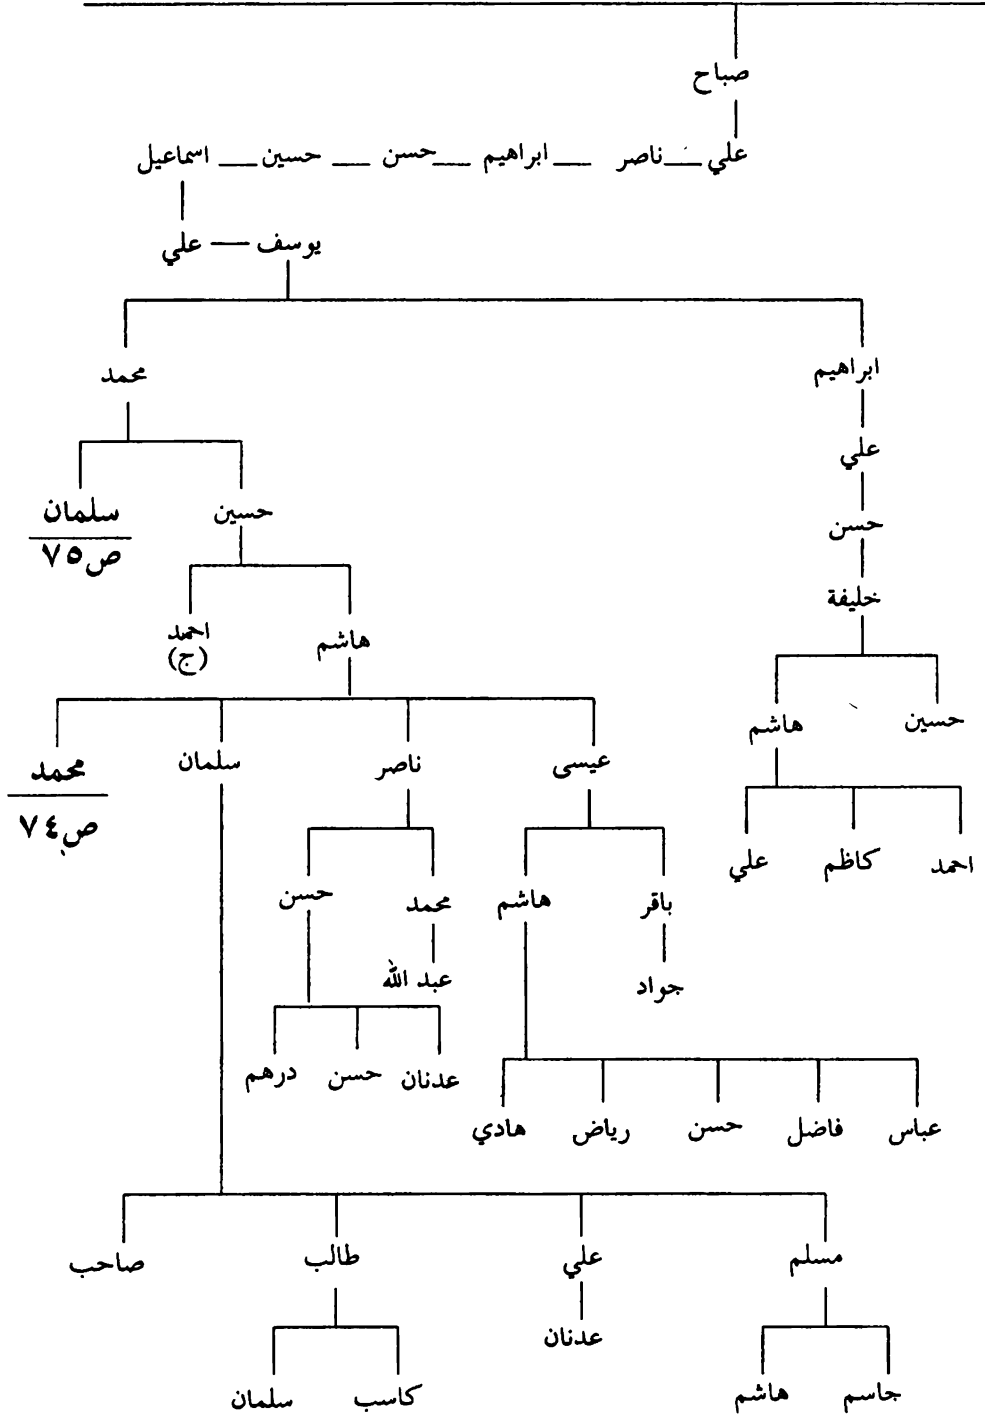 صباح
علي ناصر ابراهيم حسن حسين اسماعيل
يوسف علي
ابراهيم محمد
علي
حسين سلمان
ص٧٥
حسن
خليفة
هاشم احمد
(ج)
حسين هاشم
عيسى ناصر سلمان محمد
ص٧٤
احمد كاظم علي
باقر هاشم محمد حسن
جواد عبد الله
عدنان حسن درهم
عباس فاضل حسن رياض هادي
مسلم علي طالب صاحب
عدنان
جاسم هاشم كاسب سلمان